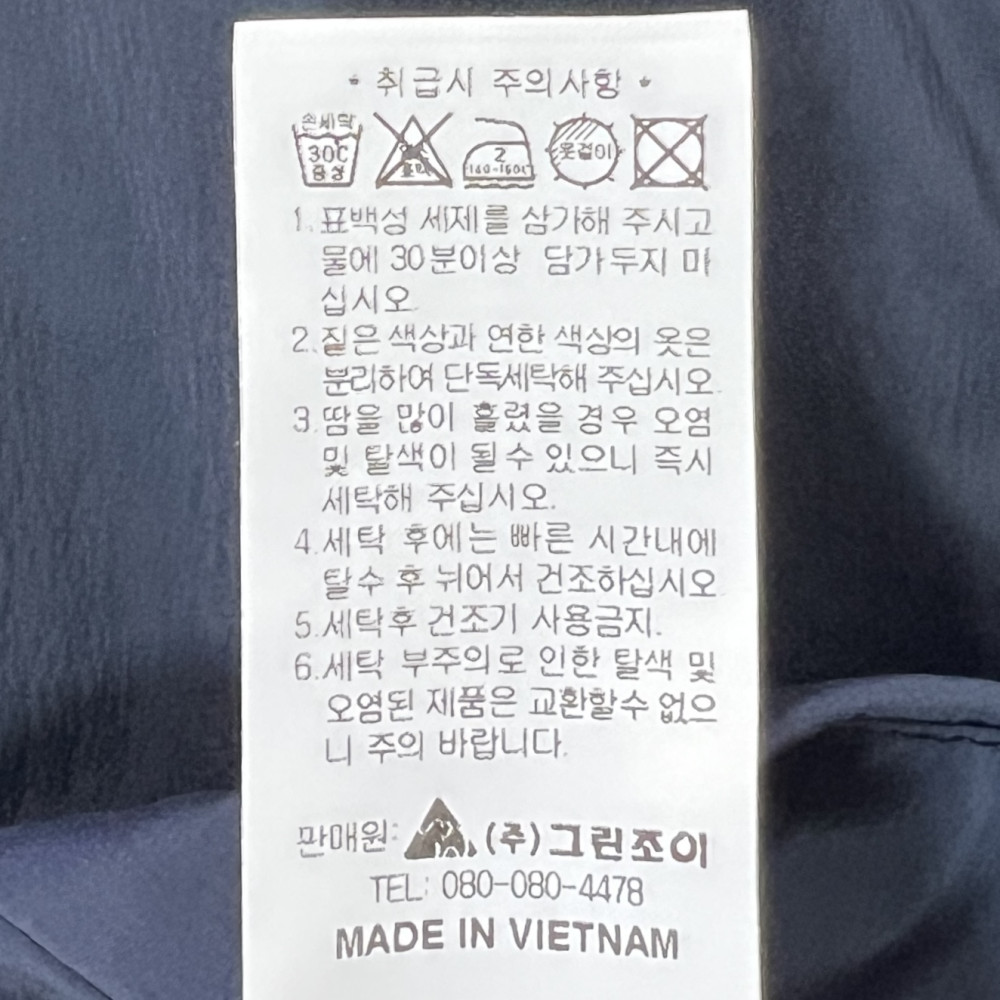 * 취급시 주의사항 *
손세탁
30C
중성
2
140-160C
옷걸이
1.표백성 세제를 삼가해 주시고
물에 30분이상 담가두지 마
십시오
2.짙은 색상과 연한 색상의 옷은
분리하여 단독세탁해 주십시오.
3.땀을 많이 흘렸을 경우 오염
및 탈색이 될수 있으니 즉시
세탁해 주십시오.
4.세탁 후에는 빠른 시간내에
탈수 후 뉘어서 건조하십시오
5.세탁후 건조기 사용금지.
6.세탁 부주의로 인한 탈색 및
오염된 제품은 교환할수 없으
니 주의 바랍니다.
판매원: (주)그린조이
TEL: 080-080-4478
MADE IN VIETNAM